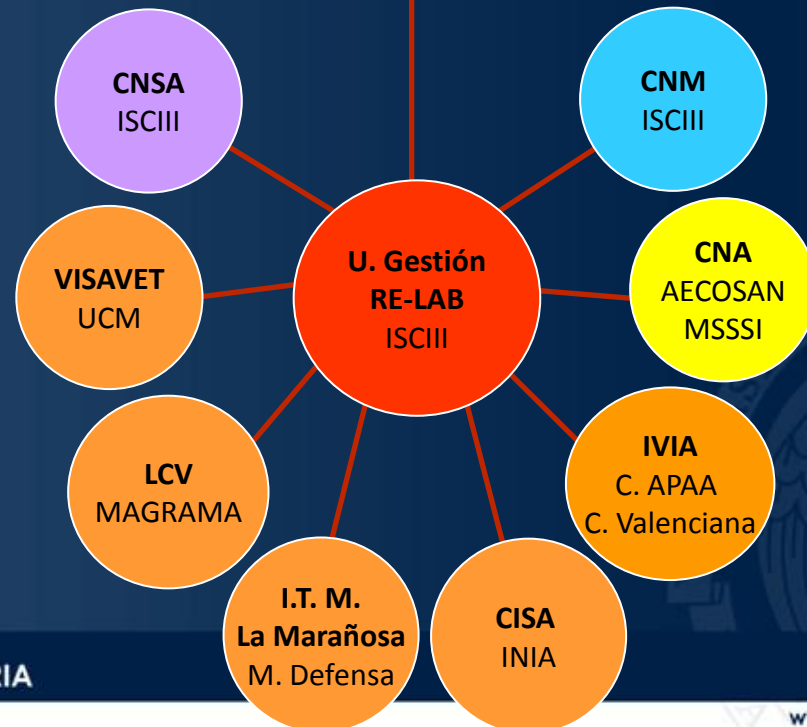 CNSA
ISCIII
CNM
ISCIII
VISAVET
UCM
U. Gestión
RE-LAB
ISCIII
CNA
AECOSAN
MSSSI
LCV
MAGRAMA
IVIA
C. APAA
C. Valenciana
I.T. M.
La Marañosa
M. Defensa
CISA
INIA